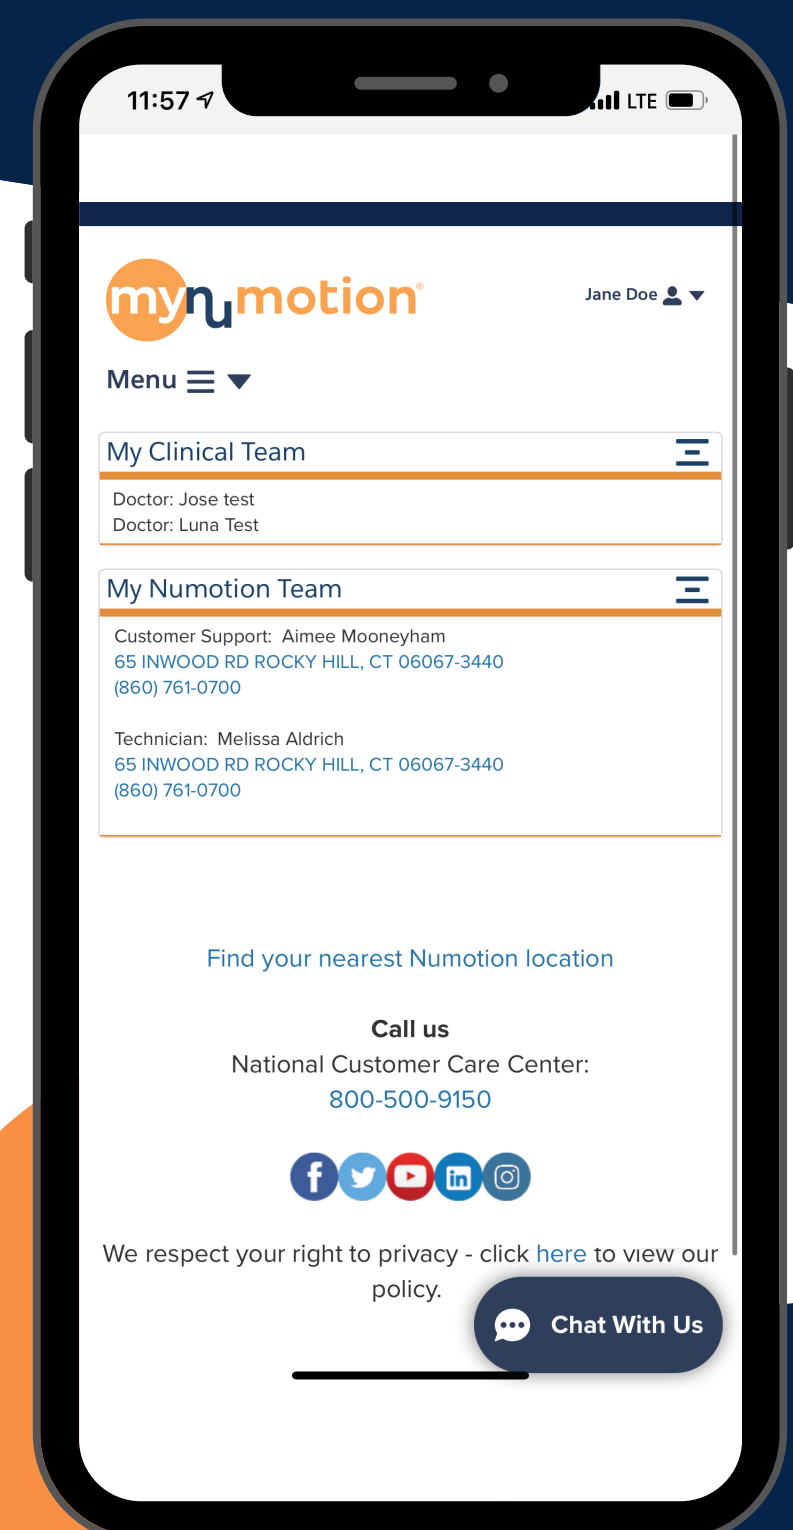 11:57
LTE
mynumotion®
Jane Doe
Menu
My Clinical Team
Doctor: Jose test
Doctor: Luna Test
My Numotion Team
Customer Support: Aimee Mooneyham
65 INWOOD RD ROCKY HILL, CT 06067-3440
(860) 761-0700
Technician: Melissa Aldrich
65 INWOOD RD ROCKY HILL, CT 06067-3440
(860) 761-0700
Find your nearest Numotion location
Call us
National Customer Care Center:
800-500-9150
We respect your right to privacy - click here to view our
policy.
Chat With Us